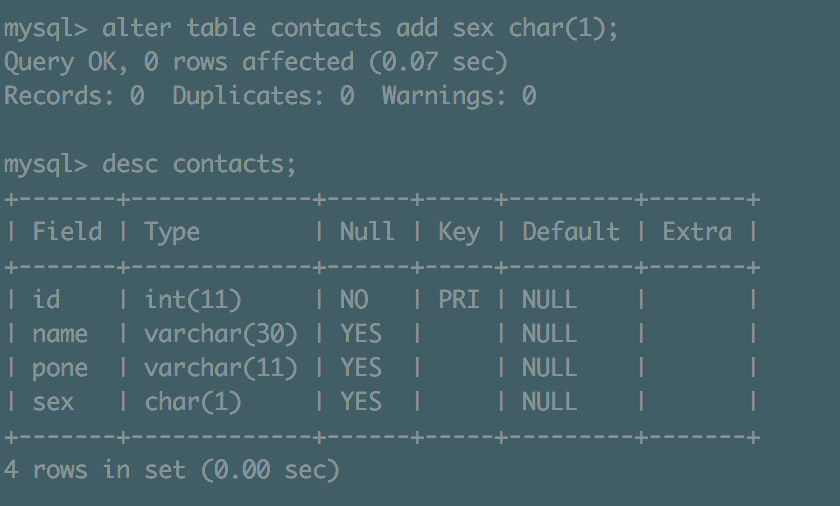 mysql> alter table contacts add sex char(1);
Query OK, 0 rows affected (0.07 sec)
Records: 0  Duplicates: 0  Warnings: 0
mysql> desc contacts;
+-------+-------------+------+-----+---------+-------+
| Field | Type        | Null | Key | Default | Extra |
+-------+-------------+------+-----+---------+-------+
| id    | int(11)     | NO   | PRI | NULL    |       |
| name  | varchar(30) | YES  |     | NULL    |       |
| pone  | varchar(11) | YES  |     | NULL    |       |
| sex   | char(1)     | YES  |     | NULL    |       |
+-------+-------------+------+-----+---------+-------+
4 rows in set (0.00 sec)